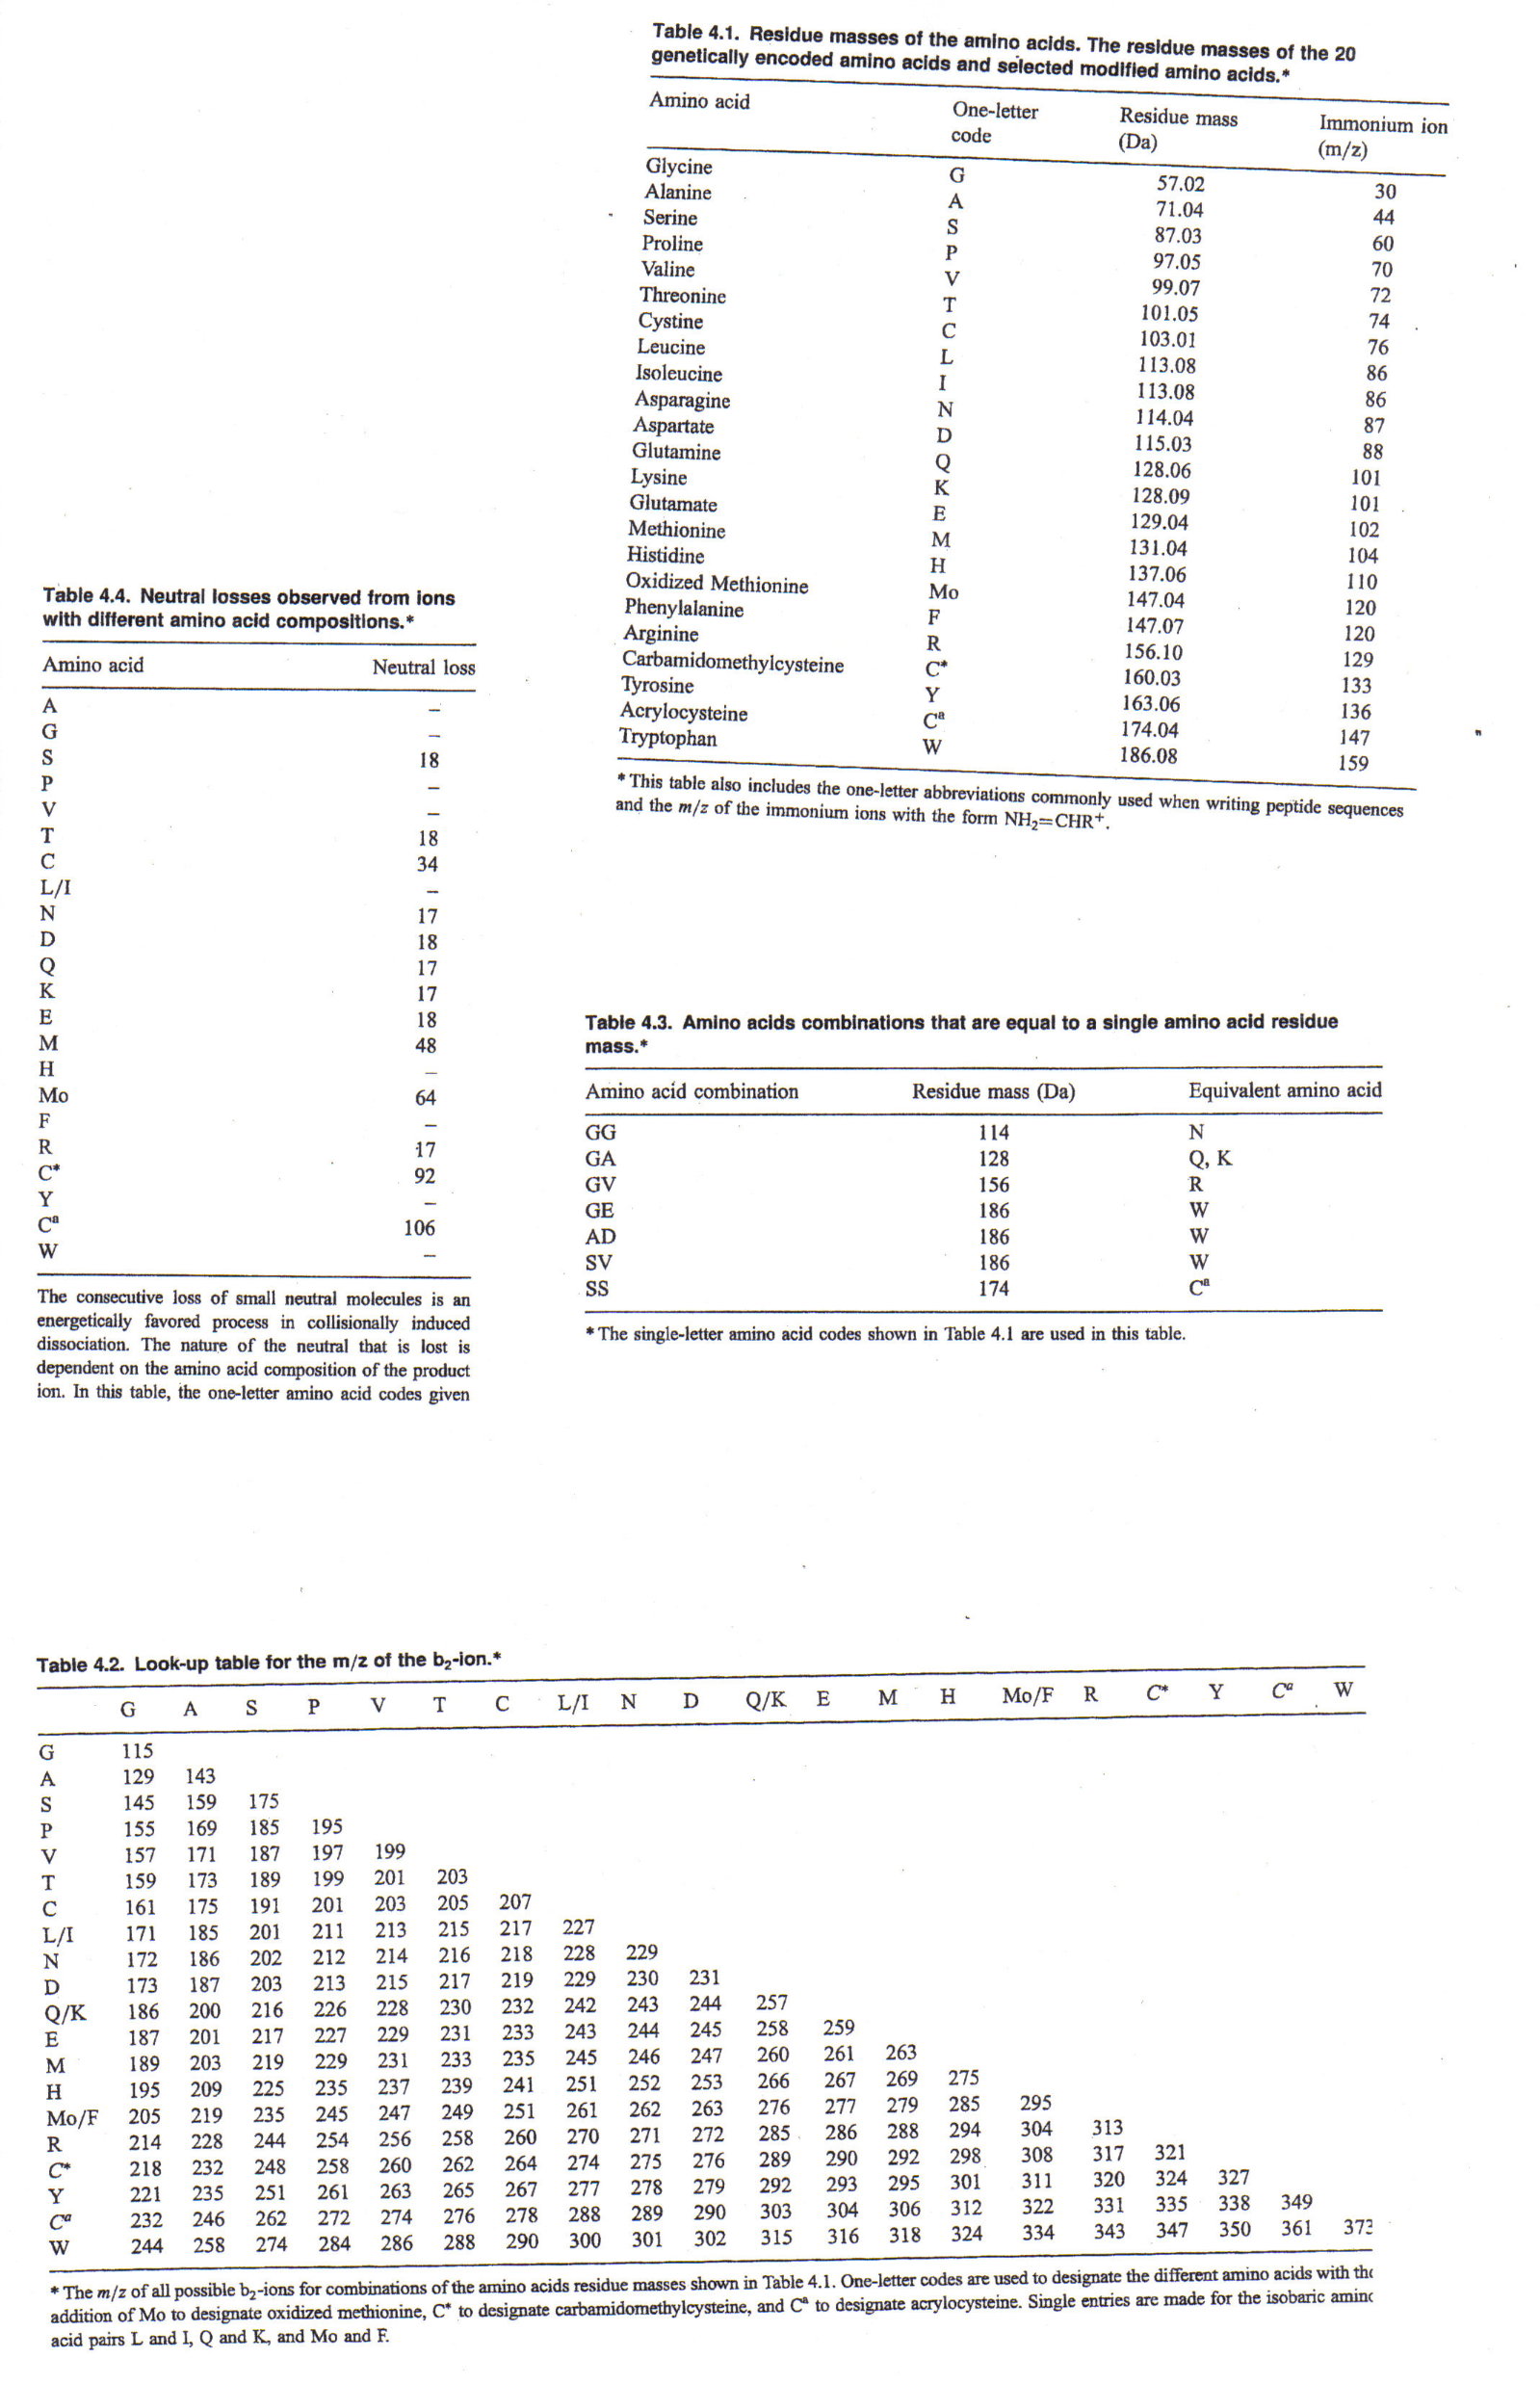 Table 4.1. Residue masses of the amino acids. The residue masses of the 20
genetically encoded amino acids and selected modified amino acids.*
Amino acid One-letter code Residue mass (Da) Immonium ion (m/z)
Glycine G 57.02 30
Alanine A 71.04 44
Serine S 87.03 60
Proline P 97.05 70
Valine V 99.07 72
Threonine T 101.05 74
Cystine C 103.01 76
Leucine L 113.08 86
Isoleucine I 113.08 86
Asparagine N 114.04 87
Aspartate D 115.03 88
Glutamine Q 128.06 101
Lysine K 128.09 101
Glutamate E 129.04 102
Methionine M 131.04 104
Histidine H 137.06 110
Oxidized Methionine Mo 147.04 120
Phenylalanine F 147.07 120
Arginine R 156.10 129
Carbamidomethylcysteine C* 160.03 133
Tyrosine Y 163.06 136
Acrylocysteine Cª 174.04 147
Tryptophan W 186.08 159
* This table also includes the one-letter abbreviations commonly used when writing peptide sequences
and the m/z of the immonium ions with the form NH₂=CHR⁺.
Table 4.4. Neutral losses observed from ions
with different amino acid compositions.*
Amino acid Neutral loss
A –
G –
S 18
P –
V –
T 18
C 34
L/I –
N 17
D 18
Q 17
K 17
E 18
M 48
H –
Mo 64
F –
R 17
C* 92
Y –
Cª 106
W –
The consecutive loss of small neutral molecules is an
energetically favored process in collisionally induced
dissociation. The nature of the neutral that is lost is
dependent on the amino acid composition of the product
ion. In this table, the one-letter amino acid codes given
Table 4.3. Amino acids combinations that are equal to a single amino acid residue
mass.*
Amino acid combination Residue mass (Da) Equivalent amino acid
GG 114 N
GA 128 Q, K
GV 156 R
GE 186 W
AD 186 W
SV 186 W
SS 174 Cª
* The single-letter amino acid codes shown in Table 4.1 are used in this table.
Table 4.2. Look-up table for the m/z of the b₂-ion.*
G A S P V T C L/I N D Q/K E M H Mo/F R C* Y Cª W
G 115
A 129 143
S 145 159 175
P 155 169 185 195
V 157 171 187 197 199
T 159 173 189 199 201 203
C 161 175 191 201 203 205 207
L/I 171 185 201 211 213 215 217 227
N 172 186 202 212 214 216 218 228 229
D 173 187 203 213 215 217 219 229 230 231
Q/K 186 200 216 226 228 230 232 242 243 244 257
E 187 201 217 227 229 231 233 243 244 245 258 259
M 189 203 219 229 231 233 235 245 246 247 260 261 263
H 195 209 225 235 237 239 241 251 252 253 266 267 269 275
Mo/F 205 219 235 245 247 249 251 261 262 263 276 277 279 285 295
R 214 228 244 254 256 258 260 270 271 272 285 286 288 294 304 313
C* 218 232 248 258 260 262 264 274 275 276 289 290 292 298 308 317 321
Y 221 235 251 261 263 265 267 277 278 279 292 293 295 301 311 320 324 327
Cª 232 246 262 272 274 276 278 288 289 290 303 304 306 312 322 331 335 338 349
W 244 258 274 284 286 288 290 300 301 302 315 316 318 324 334 343 347 350 361 373
* The m/z of all possible b₂-ions for combinations of the amino acids residue masses shown in Table 4.1. One-letter codes are used to designate the different amino acids with the
addition of Mo to designate oxidized methionine, C* to designate carbamidomethylcysteine, and Cª to designate acrylocysteine. Single entries are made for the isobaric amino
acid pairs L and I, Q and K, and Mo and F.